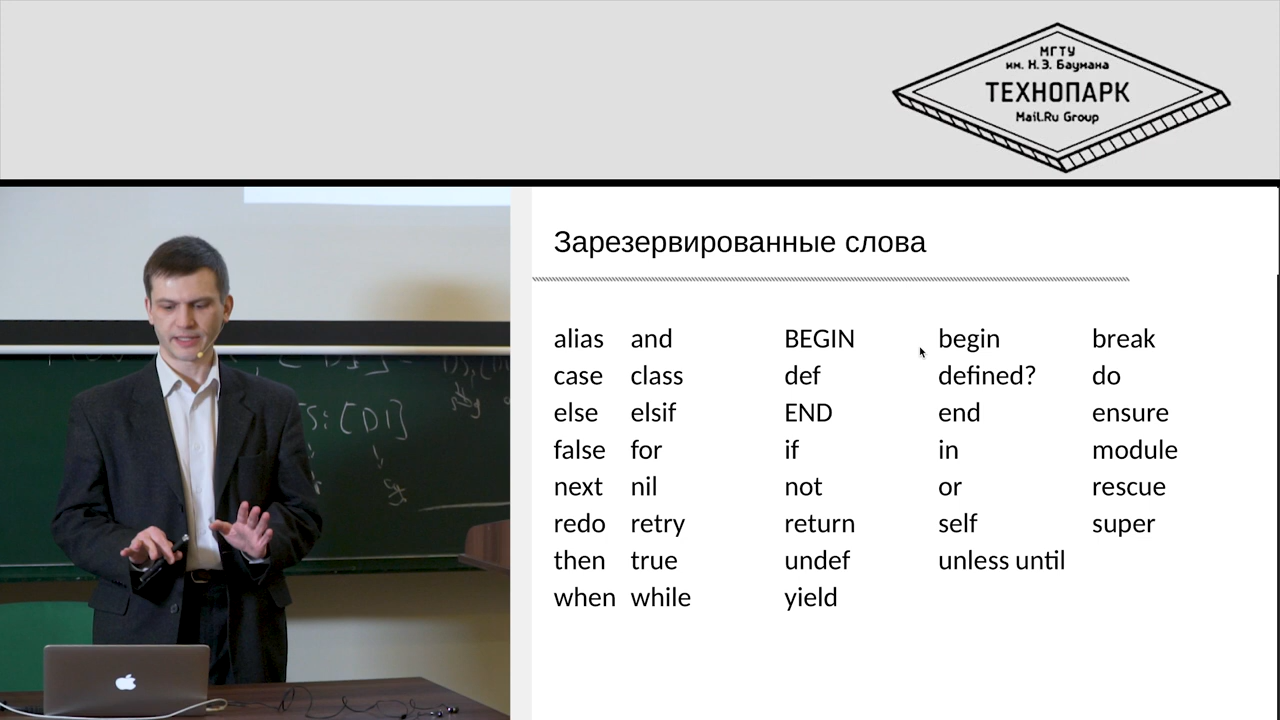 МГТУ
им. Н.Э. Баумана
ТЕХНОПАРК
Mail.Ru Group
Зарезервированные слова
alias and BEGIN begin break
case class def defined? do
else elsif END end ensure
false for if in module
next nil not or rescue
redo retry return self super
then true undef unless until
when while yield